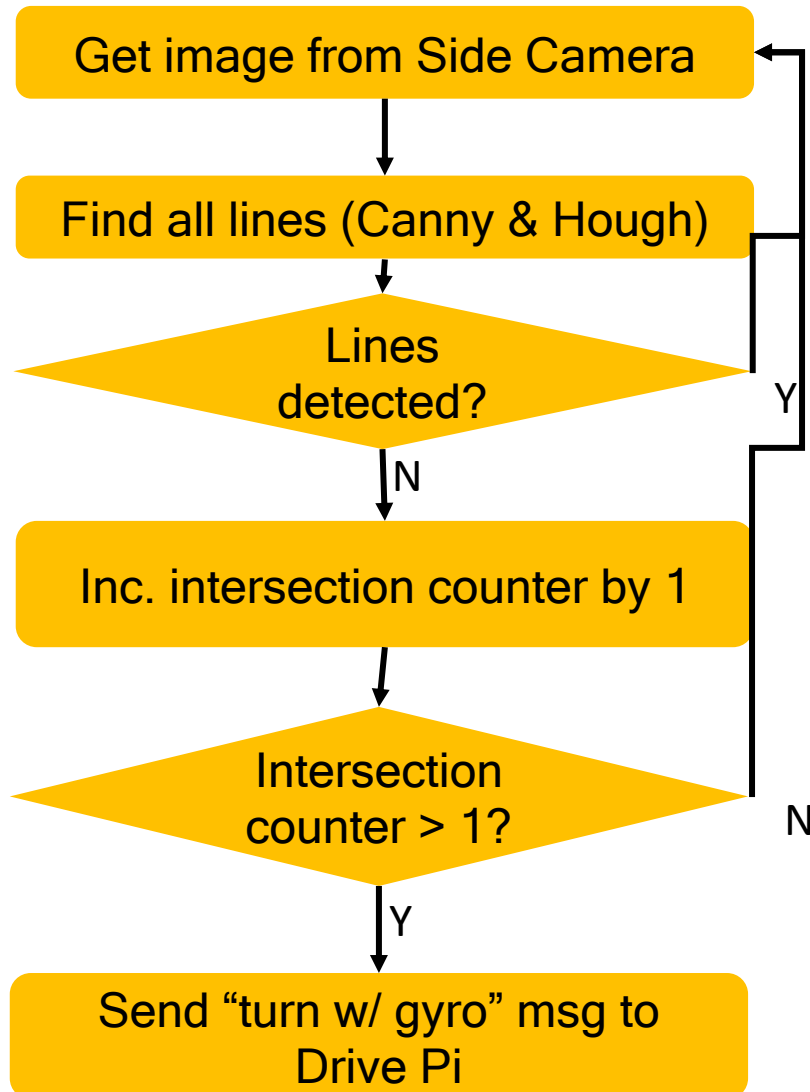 Get image from Side Camera
Find all lines (Canny & Hough)
Lines
detected?
Y
N
Inc. intersection counter by 1
Intersection
counter > 1?
N
Y
Send “turn w/ gyro” msg to
Drive Pi